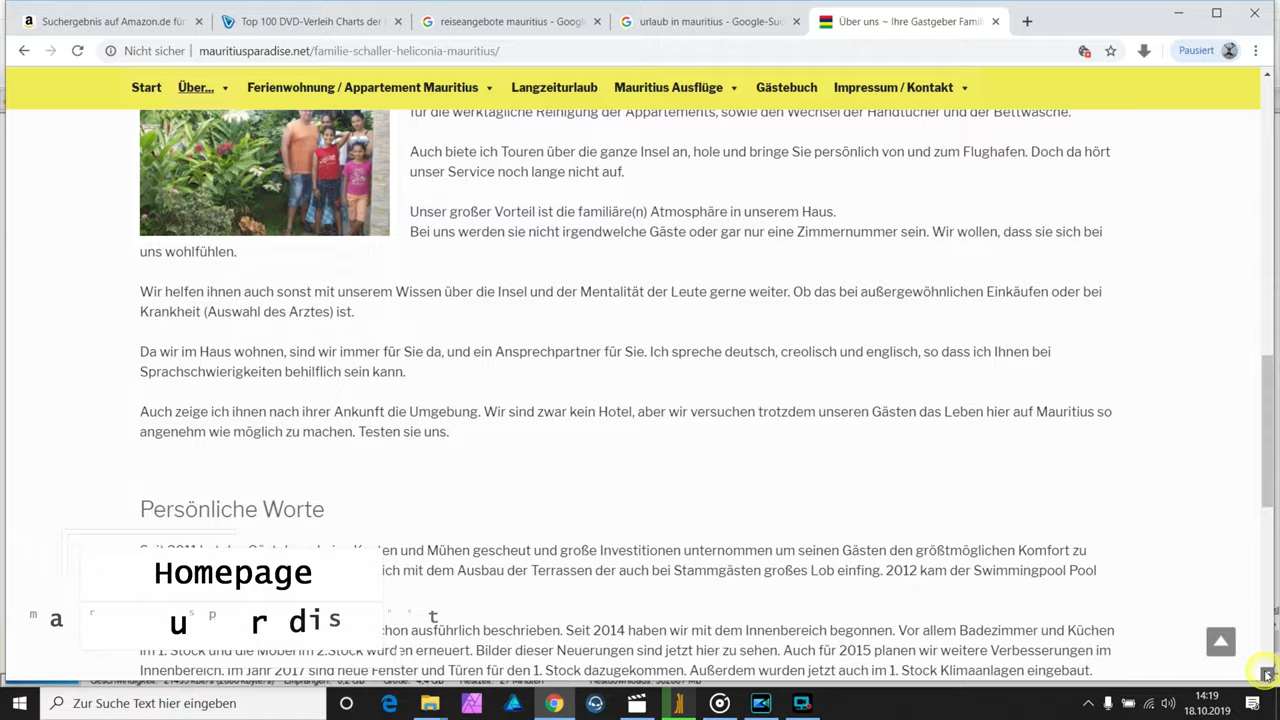 Suchergebnis auf Amazon.de für
Top 100 DVD-Verleih Charts der
reiseangebote mauritius - Google
urlaub in mauritius - Google-Suc
Über uns ~ Ihre Gastgeber Famil
Nicht sicher
mauritiusparadise.net/familie-schaller-heliconia-mauritius/
Pausiert
Start
Über...
Ferienwohnung / Appartement Mauritius
Langzeiturlaub
Mauritius Ausflüge
Gästebuch
Impressum / Kontakt
für die werktägliche Reinigung der Appartements, sowie den Wechsel der Handtücher und der Bettwäsche.
Auch biete ich Touren über die ganze Insel an, hole und bringe Sie persönlich von und zum Flughafen. Doch da hört
unser Service noch lange nicht auf.
Unser großer Vorteil ist die familiäre(n) Atmosphäre in unserem Haus.
Bei uns werden sie nicht irgendwelche Gäste oder gar nur eine Zimmernummer sein. Wir wollen, dass sie sich bei
uns wohlfühlen.
Wir helfen ihnen auch sonst mit unserem Wissen über die Insel und der Mentalität der Leute gerne weiter. Ob das bei außergewöhnlichen Einkäufen oder bei
Krankheit (Auswahl des Arztes) ist.
Da wir im Haus wohnen, sind wir immer für Sie da, und ein Ansprechpartner für Sie. Ich spreche deutsch, creolisch und englisch, so dass ich Ihnen bei
Sprachschwierigkeiten behilflich sein kann.
Auch zeige ich ihnen nach ihrer Ankunft die Umgebung. Wir sind zwar kein Hotel, aber wir versuchen trotzdem unseren Gästen das Leben hier auf Mauritius so
angenehm wie möglich zu machen. Testen sie uns.
Persönliche Worte
und Mühen gescheut und große Investitionen unternommen um seinen Gästen den größtmöglichen Komfort zu
Homepage
ich mit dem Ausbau der Terrassen der auch bei Stammgästen großes Lob einfing. 2012 kam der Swimmingpool Pool
m a r u s p r d i s t
schon ausführlich beschrieben. Seit 2014 haben wir mit dem Innenbereich begonnen. Vor allem Badezimmer und Küchen
im 1. Stock und die Möbel im 2.Stock wurden erneuert. Bilder dieser Neuerungen sind jetzt hier zu sehen. Auch für 2015 planen wir weitere Verbesserungen im
Innenbereich. Im Jahr 2017 sind neue Fenster und Türen für den 1. Stock dazugekommen. Außerdem wurden jetzt auch im 1. Stock Klimaanlagen eingebaut.
Zur Suche Text hier eingeben
14:19
18.10.2019